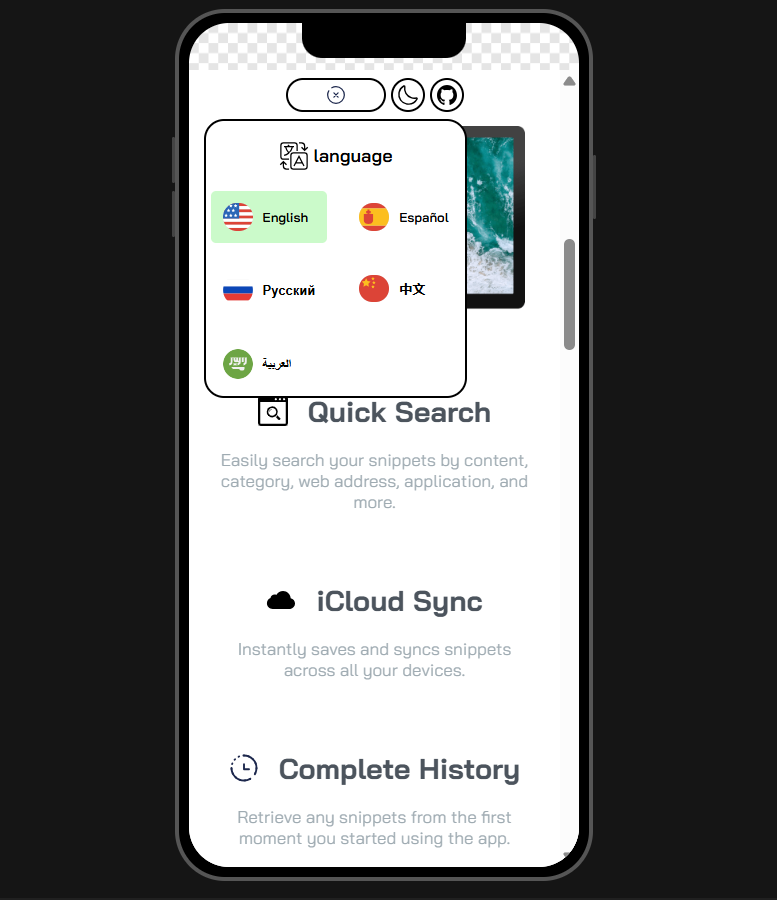 language
English
Español
Русский
中文
العربية
Quick Search
Easily search your snippets by content,
category, web address, application, and
more.
iCloud Sync
Instantly saves and syncs snippets
across all your devices.
Complete History
Retrieve any snippets from the first
moment you started using the app.